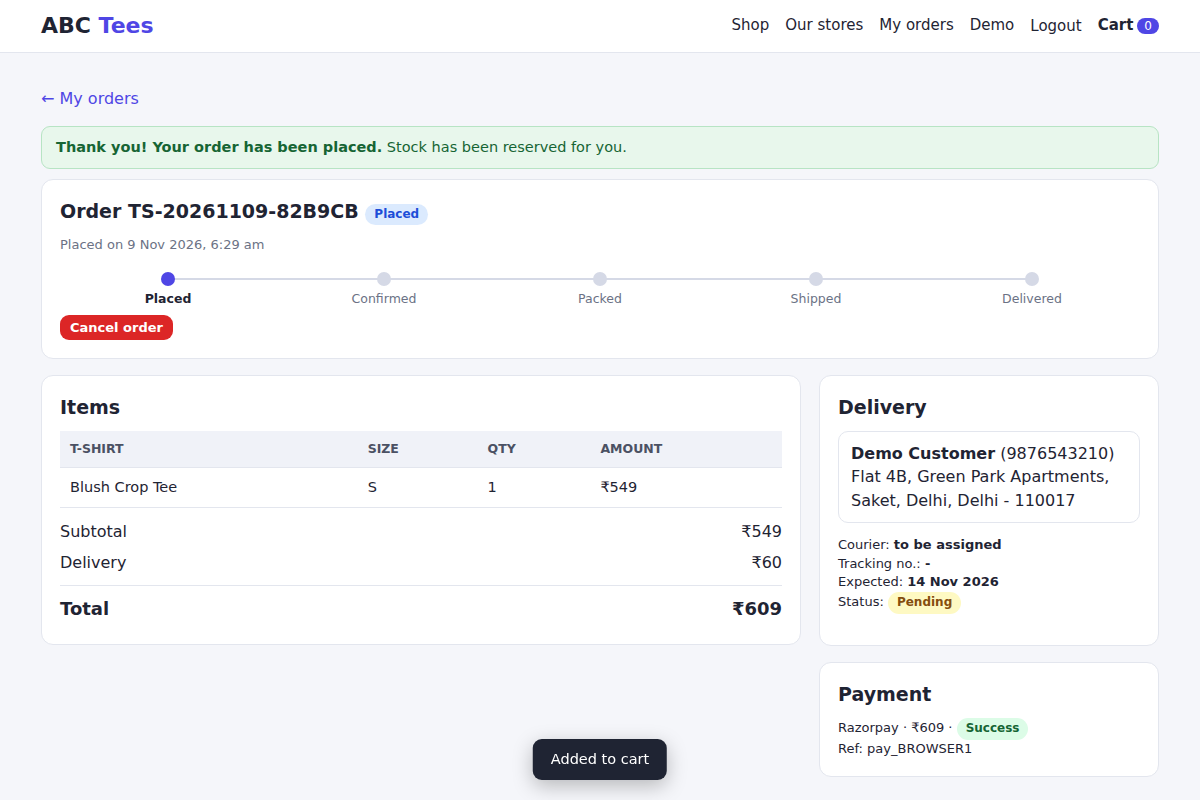 ABC Tees
Shop Our stores My orders Demo Logout Cart 0
← My orders
Thank you! Your order has been placed. Stock has been reserved for you.
Order TS-20261109-82B9CB Placed
Placed on 9 Nov 2026, 6:29 am
Placed Confirmed Packed Shipped Delivered
Cancel order
Items
T-SHIRT SIZE QTY AMOUNT
Blush Crop Tee S 1 ₹549
Subtotal ₹549
Delivery ₹60
Total ₹609
Delivery
Demo Customer (9876543210)
Flat 4B, Green Park Apartments,
Saket, Delhi, Delhi - 110017
Courier: to be assigned
Tracking no.: -
Expected: 14 Nov 2026
Status: Pending
Payment
Razorpay · ₹609 · Success
Ref: pay_BROWSER1
Added to cart